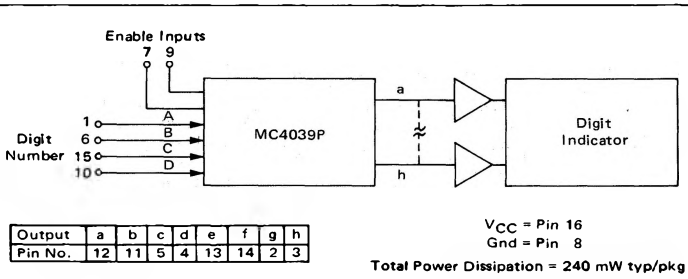 Enable Inputs
7 9
1 A
6 B
15 C
10 D
Digit
Number
MC4039P
a
h
Digit
Indicator
Output a b c d e f g h
Pin No. 12 11 5 4 13 14 2 3
VCC = Pin 16
Gnd = Pin 8
Total Power Dissipation = 240 mW typ/pkg